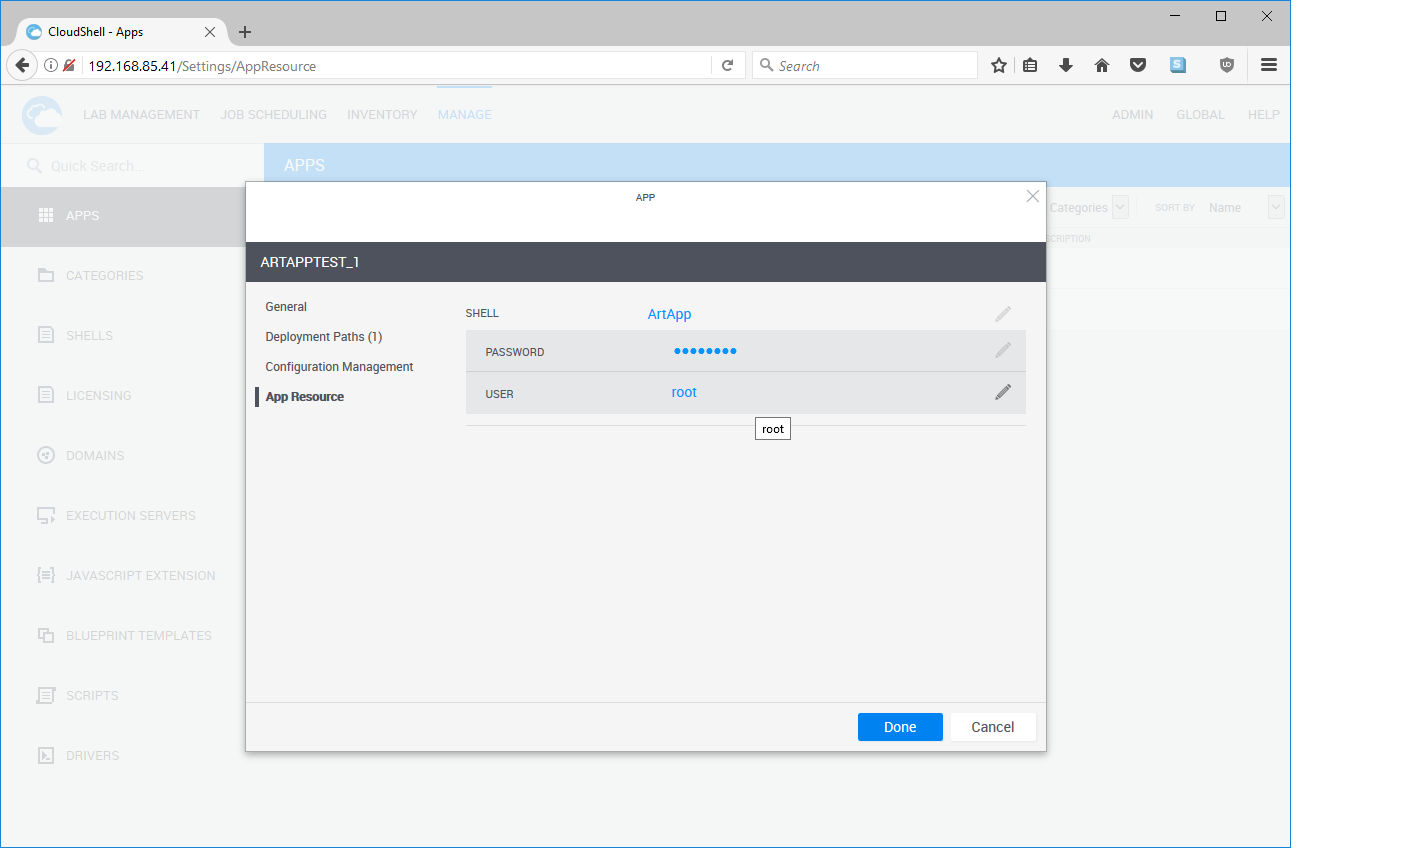 CloudShell - Apps
192.168.85.41/Settings/AppResource
Search
LAB MANAGEMENT JOB SCHEDULING INVENTORY MANAGE ADMIN GLOBAL HELP
Quick Search...
APPS
APPS
CATEGORIES
SHELLS
LICENSING
DOMAINS
EXECUTION SERVERS
JAVASCRIPT EXTENSION
BLUEPRINT TEMPLATES
SCRIPTS
DRIVERS
Categories SORT BY Name
CRIPTION
APP
ARTAPPTEST_1
General
Deployment Paths (1)
Configuration Management
App Resource
SHELL ArtApp
PASSWORD ●●●●●●●●
USER root
root
Done Cancel